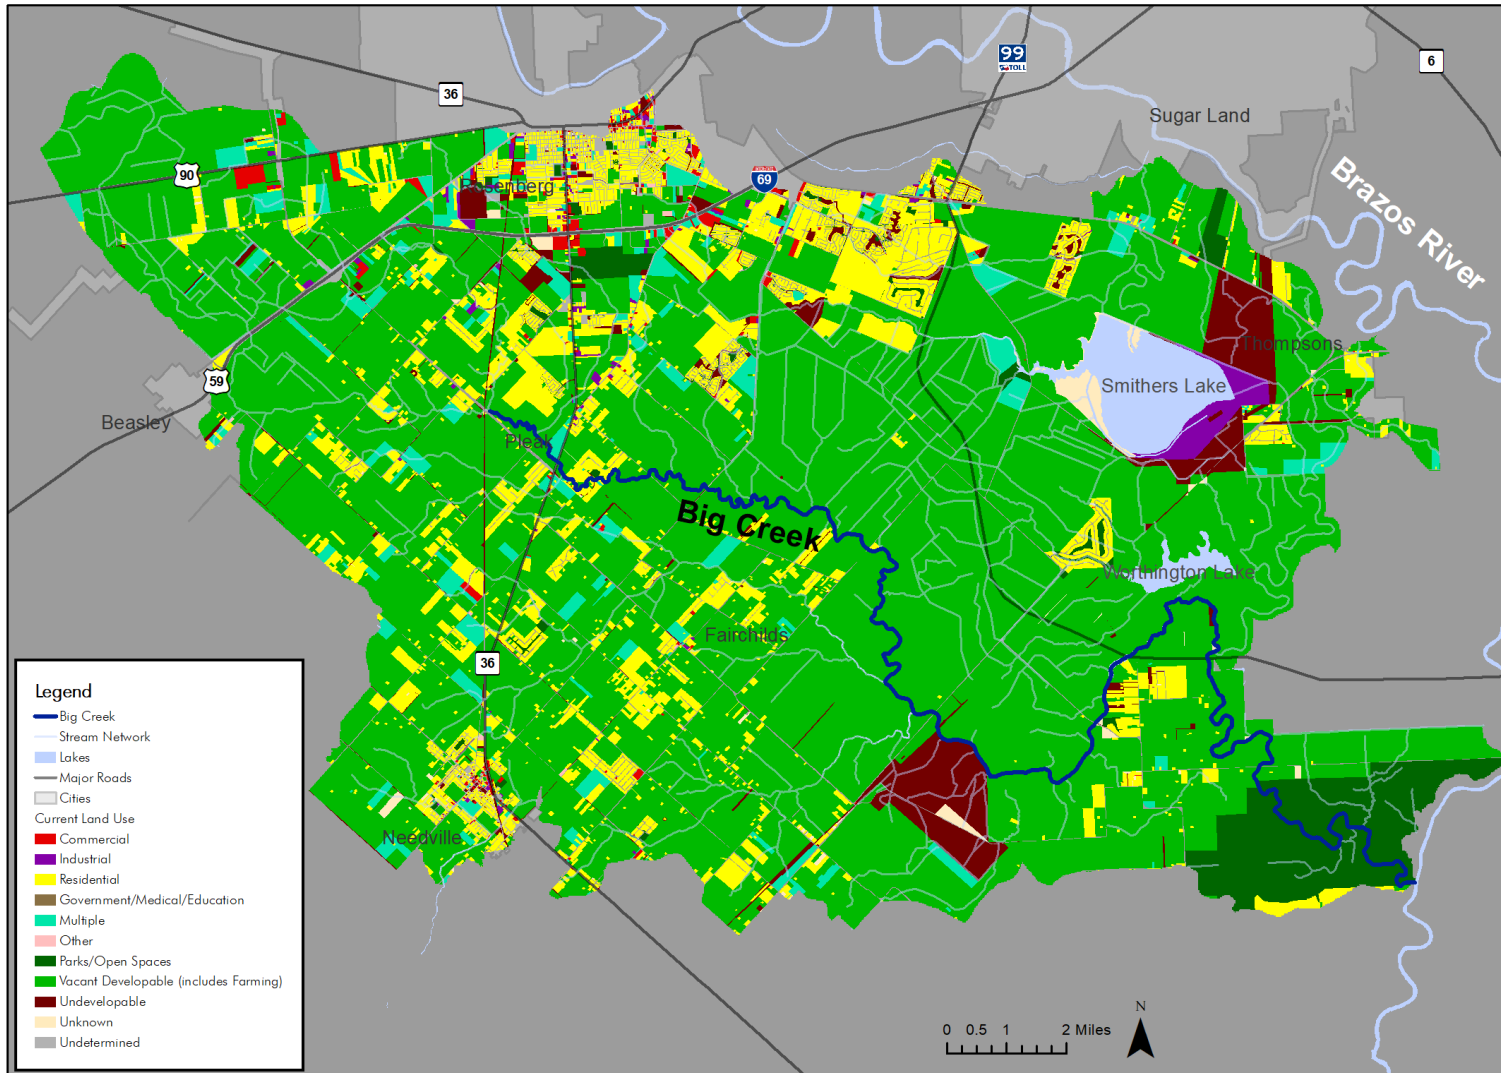 36
99
TOLL
6
Sugar Land
Brazos River
90
Rosenberg
69
Thompsons
59
Smithers Lake
Beasley
Pleak
Big Creek
Worthington Lake
Fairchilds
36
Needville
Legend
Big Creek
Stream Network
Lakes
Major Roads
Cities
Current Land Use
Commercial
Industrial
Residential
Government/Medical/Education
Multiple
Other
Parks/Open Spaces
Vacant Developable (includes Farming)
Undevelopable
Unknown
Undetermined
N
0 0.5 1 2 Miles